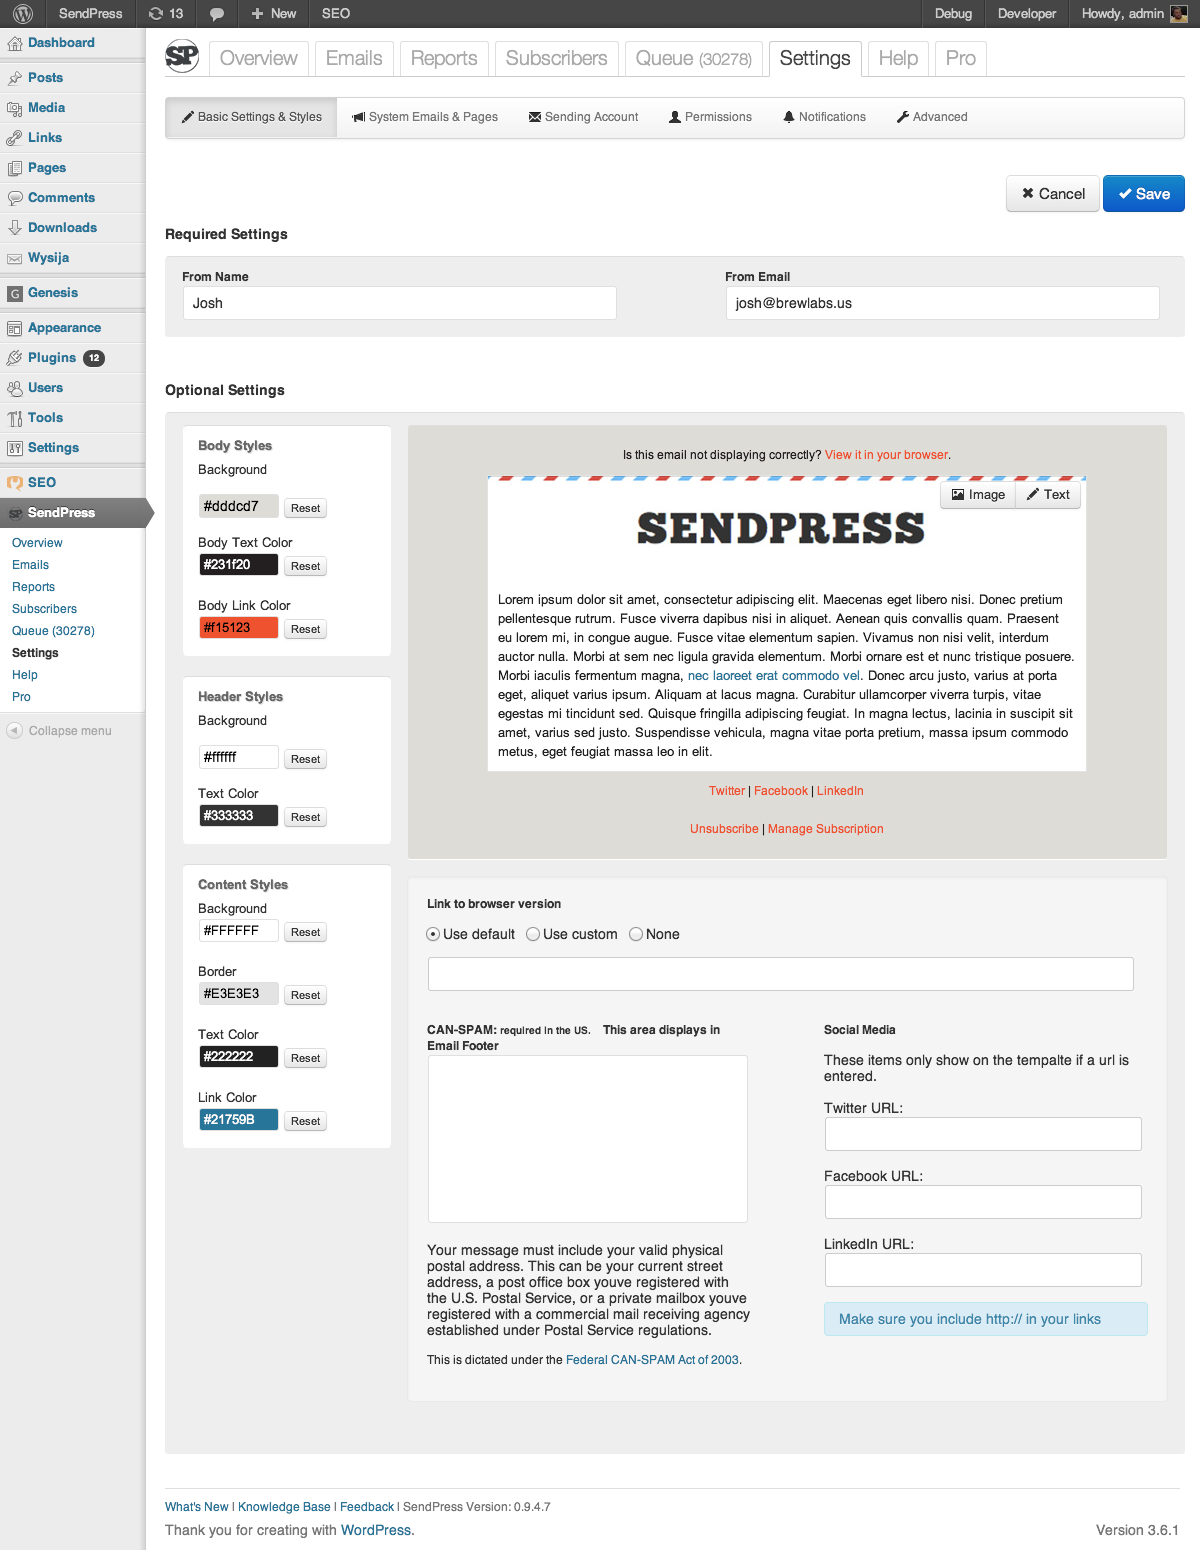 SendPress 13 New SEO Debug Developer Howdy, admin
Dashboard
Posts
Media
Links
Pages
Comments
Downloads
Wysija
G Genesis
Appearance
Plugins 12
Users
Tools
Settings
SEO
SP SendPress
Overview
Emails
Reports
Subscribers
Queue (30278)
Settings
Help
Pro
Collapse menu
SP Overview Emails Reports Subscribers Queue (30278) Settings Help Pro
Basic Settings & Styles System Emails & Pages Sending Account Permissions Notifications Advanced
Cancel Save
Required Settings
From Name From Email
Josh josh@brewlabs.us
Optional Settings
Body Styles
Background
#dddcd7 Reset
Body Text Color
#231f20 Reset
Body Link Color
#f15123 Reset
Header Styles
Background
#ffffff Reset
Text Color
#333333 Reset
Content Styles
Background
#FFFFFF Reset
Border
#E3E3E3 Reset
Text Color
#222222 Reset
Link Color
#21759B Reset
Is this email not displaying correctly? View it in your browser.
Image Text
SENDPRESS
Lorem ipsum dolor sit amet, consectetur adipiscing elit. Maecenas eget libero nisi. Donec pretium
pellentesque rutrum. Fusce viverra dapibus nisi in aliquet. Aenean quis convallis quam. Praesent
eu lorem mi, in congue augue. Fusce vitae elementum sapien. Vivamus non nisi velit, interdum
auctor nulla. Morbi at sem nec ligula gravida elementum. Morbi ornare est et nunc tristique posuere.
Morbi iaculis fermentum magna, nec laoreet erat commodo vel. Donec arcu justo, varius at porta
eget, aliquet varius ipsum. Aliquam at lacus magna. Curabitur ullamcorper viverra turpis, vitae
egestas mi tincidunt sed. Quisque fringilla adipiscing feugiat. In magna lectus, lacinia in suscipit sit
amet, varius sed justo. Suspendisse vehicula, magna vitae porta pretium, massa ipsum commodo
metus, eget feugiat massa leo in elit.
Twitter | Facebook | LinkedIn
Unsubscribe | Manage Subscription
Link to browser version
Use default Use custom None
CAN-SPAM: required in the US. This area displays in
Email Footer
Your message must include your valid physical
postal address. This can be your current street
address, a post office box youve registered with
the U.S. Postal Service, or a private mailbox youve
registered with a commercial mail receiving agency
established under Postal Service regulations.
This is dictated under the Federal CAN-SPAM Act of 2003.
Social Media
These items only show on the tempalte if a url is
entered.
Twitter URL:
Facebook URL:
LinkedIn URL:
Make sure you include http:// in your links
What's New | Knowledge Base | Feedback | SendPress Version: 0.9.4.7
Thank you for creating with WordPress. Version 3.6.1